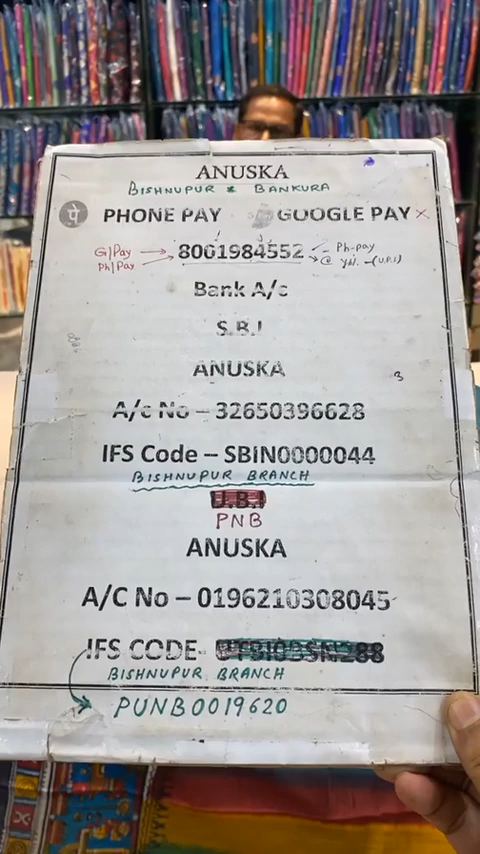 ANUSKA
BISHNUPUR * BANKURA
पे PHONE PAY GOOGLE PAY ×
G|Pay → 8001984552 Ph-pay
Ph|Pay → @ ybl. -(U.P.I)
Bank A/c
S.B.I
ANUSKA
A/c No – 32650396628
IFS Code – SBIN0000044
BISHNUPUR BRANCH
U.B.I
PNB
ANUSKA
A/C No – 0196210308045
IFS CODE-
BISHNUPUR BRANCH
PUNB0019620